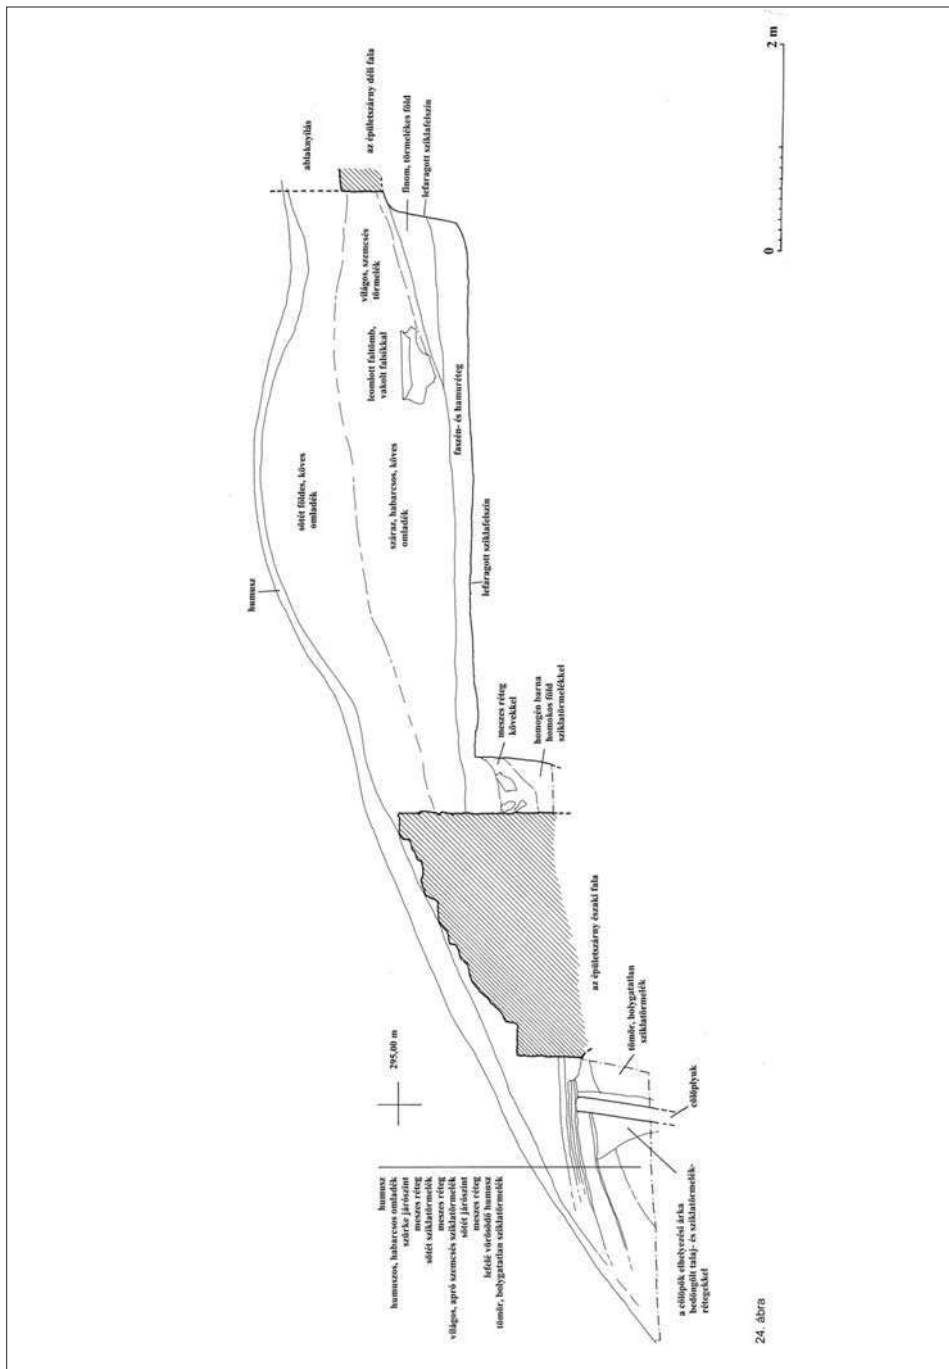 ablaknyílás
az épületszárny déli fala
finom, törmelékes föld
lefaragott sziklafelszín
2 m
0
világos, szemcsés
törmelék
leomlott faltömb,
vakolt falsíkkal
faszén- és hamuréteg
sötét földes, köves
omladék
száraz, habarcsos, köves
omladék
lefaragott sziklafelszín
humusz
meszes réteg
kövekkel
homogén barna
homokos föld
sziklatörmelékkel
az épületszárny északi fala
tömör, bolygatatlan
sziklatörmelék
295,00 m
cölöplyuk
humusz
humuszos, habarcsos omladék
szürke járószint
meszes réteg
sötét sziklatörmelék
meszes réteg
világos, apró szemcsés sziklatörmelék
sötét járószint
meszes réteg
lefelé vörösödő humusz
tömör, bolygatatlan sziklatörmelék
a cölöpök elhelyezési árka
bedöngölt talaj- és sziklatörmelék-
rétegekkel
24. ábra